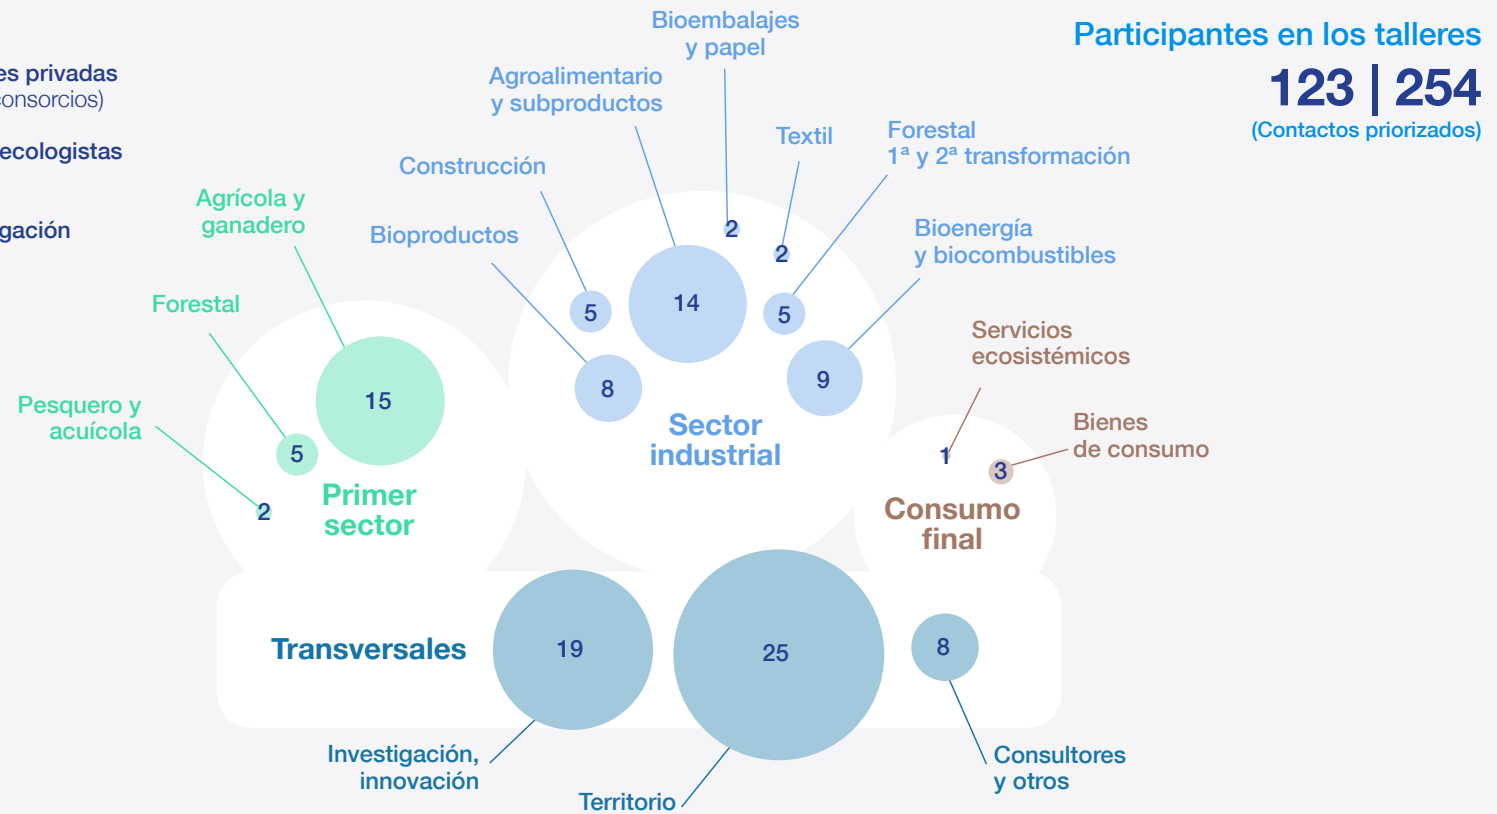 es privadas
consorcios)
ecologistas
gación
Participantes en los talleres
123 | 254
(Contactos priorizados)
Bioembalajes
y papel
Agroalimentario
y subproductos
Textil
Forestal
1ª y 2ª transformación
Construcción
Bioproductos
Bioenergía
y biocombustibles
2
2
5
14
5
8
9
Sector
industrial
Agrícola y
ganadero
Forestal
Pesquero y
acuícola
15
5
2
Primer
sector
Servicios
ecosistémicos
Bienes
de consumo
1
3
Consumo
final
Transversales
19
25
8
Investigación,
innovación
Territorio
Consultores
y otros